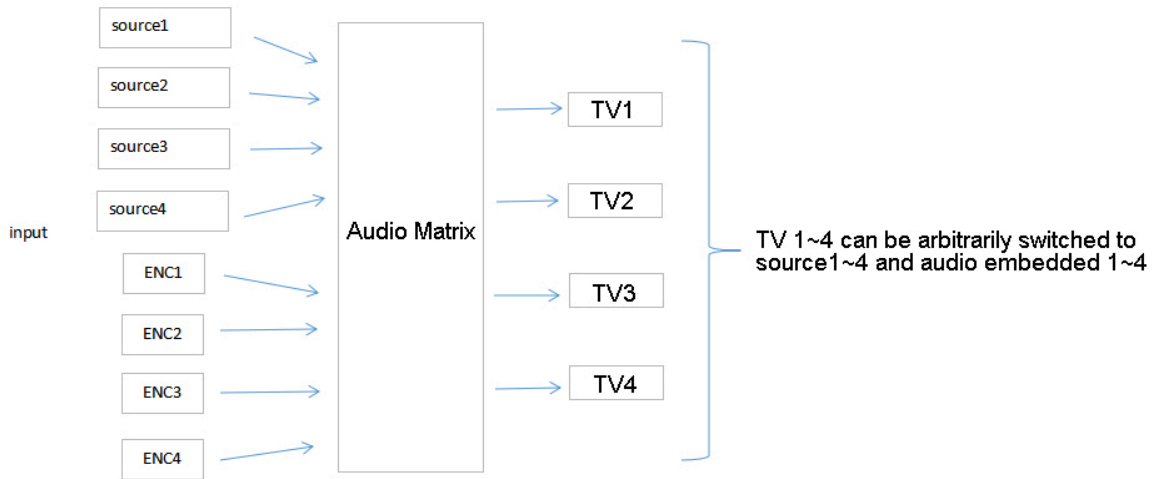 source1
source2
source3
source4
input
ENC1
ENC2
ENC3
ENC4
Audio Matrix
TV1
TV2
TV3
TV4
TV 1~4 can be arbitrarily switched to
source1~4 and audio embedded 1~4